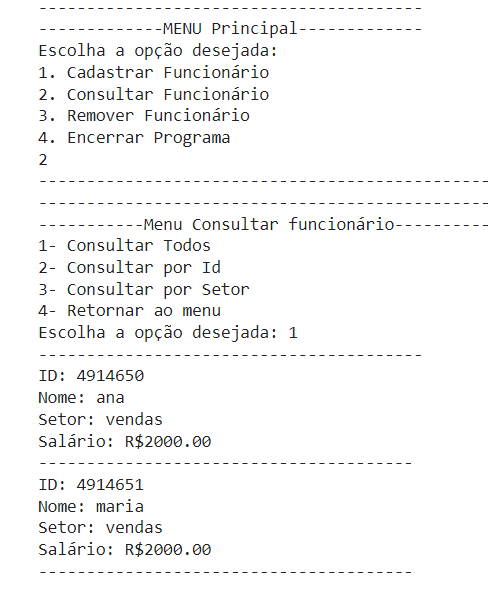 ----------------------------------------
-------------MENU Principal-------------
Escolha a opção desejada:
1. Cadastrar Funcionário
2. Consultar Funcionário
3. Remover Funcionário
4. Encerrar Programa
2
-----------------------------------------------
-----------------------------------------------
-----------Menu Consultar funcionário----------
1- Consultar Todos
2- Consultar por Id
3- Consultar por Setor
4- Retornar ao menu
Escolha a opção desejada: 1
----------------------------------------
ID: 4914650
Nome: ana
Setor: vendas
Salário: R$2000.00
---------------------------------------
ID: 4914651
Nome: maria
Setor: vendas
Salário: R$2000.00
---------------------------------------